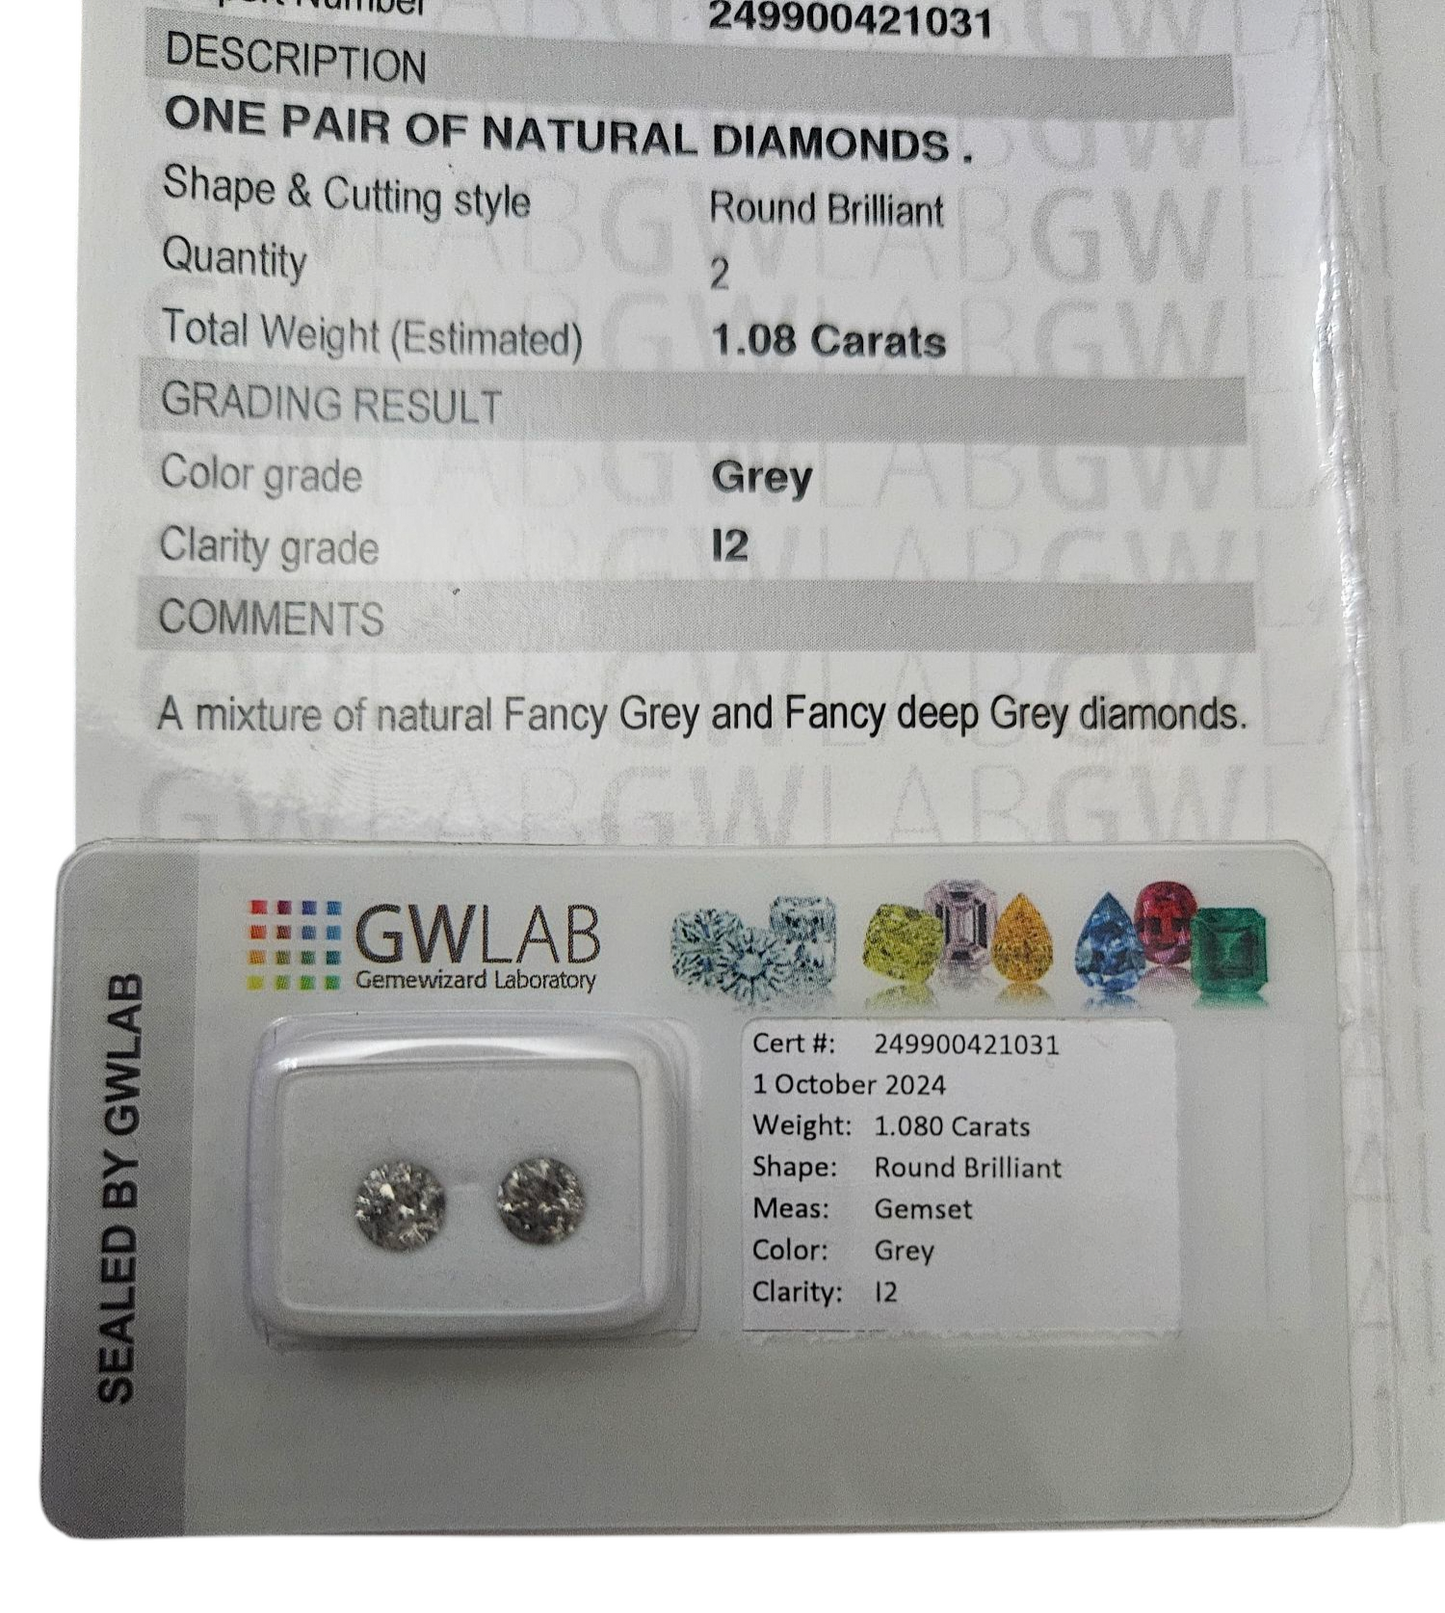 Number 249900421031
DESCRIPTION
ONE PAIR OF NATURAL DIAMONDS .
Shape & Cutting style Round Brilliant
Quantity 2
Total Weight (Estimated) 1.08 Carats
GRADING RESULT
Color grade Grey
Clarity grade I2
COMMENTS
A mixture of natural Fancy Grey and Fancy deep Grey diamonds.
SEALED BY GWLAB
GWLAB
Gemewizard Laboratory
Cert #: 249900421031
1 October 2024
Weight: 1.080 Carats
Shape: Round Brilliant
Meas: Gemset
Color: Grey
Clarity: I2